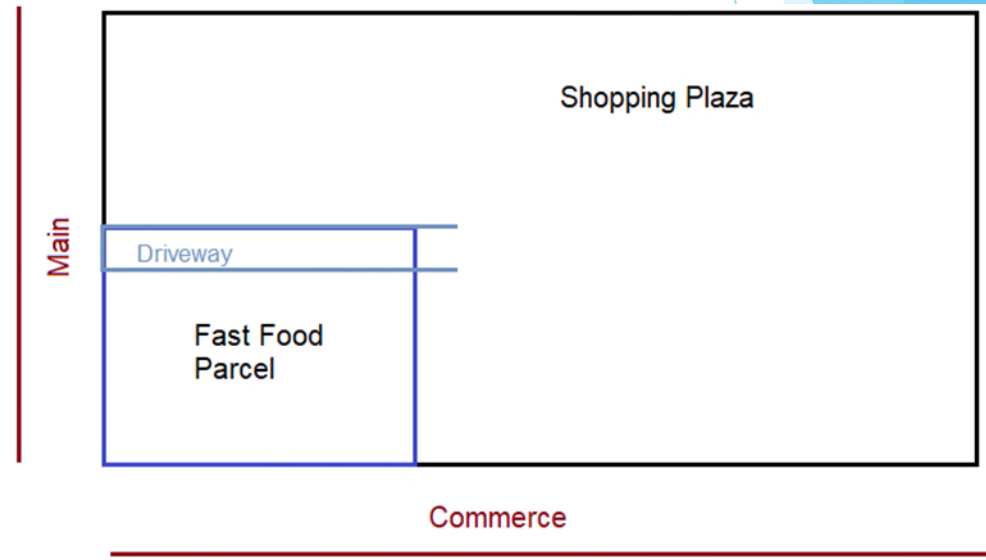 Shopping Plaza
Main
Driveway
Fast Food
Parcel
Commerce